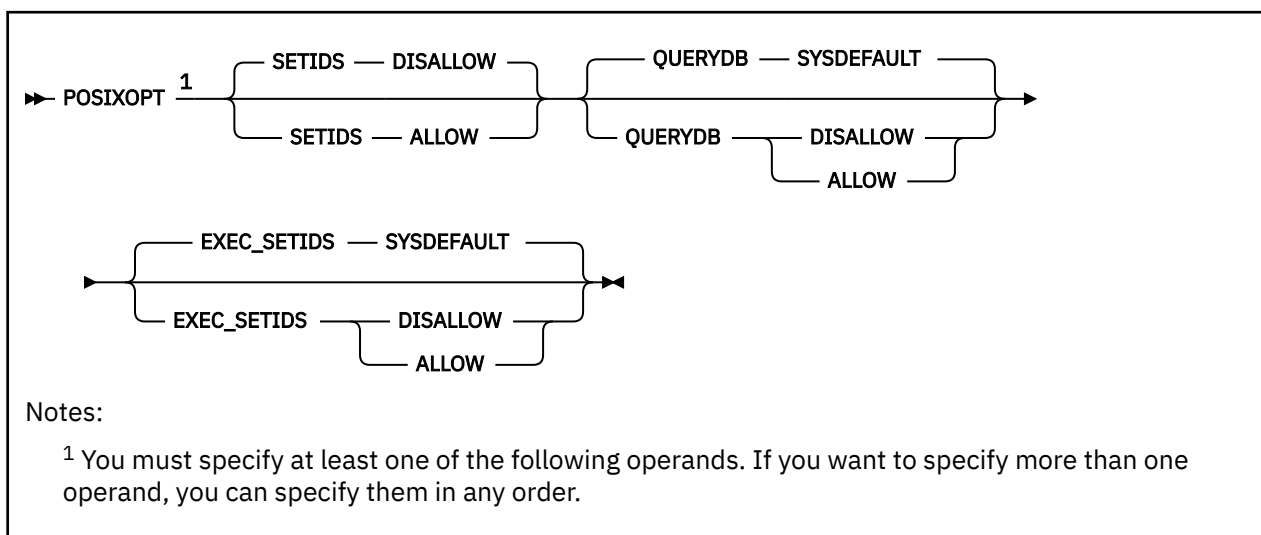 SETIDS DISALLOW QUERYDB SYSDEFAULT
POSIXOPT 1
SETIDS ALLOW QUERYDB DISALLOW
ALLOW
EXEC_SETIDS SYSDEFAULT
EXEC_SETIDS DISALLOW
ALLOW
Notes:
1 You must specify at least one of the following operands. If you want to specify more than one
operand, you can specify them in any order.